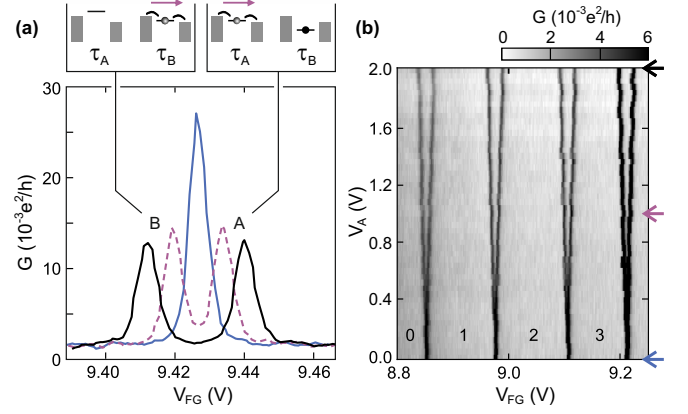 (a)
τA
τB
τA
τB
G (10⁻³e²/h)
30
20
10
0
B
A
9.40
9.42
9.44
9.46
VFG (V)
(b)
G (10⁻³e²/h)
0
2
4
6
VA (V)
2.0
1.6
1.2
0.8
0.4
0.0
0
1
2
3
8.8
9.0
9.2
VFG (V)